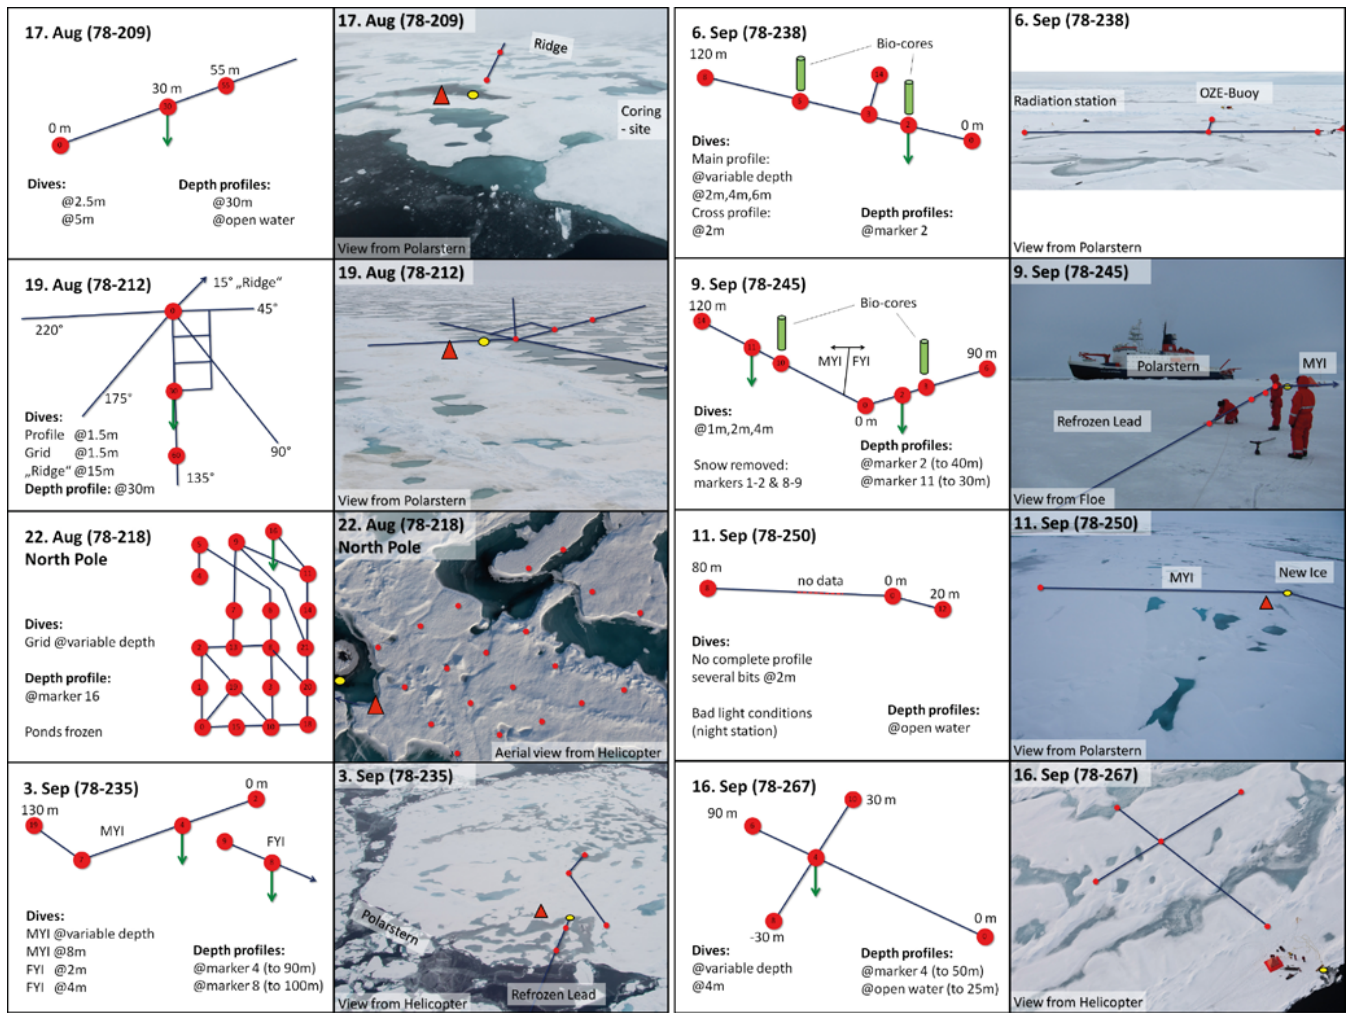 17. Aug (78-209)
55 m
30 m
0 m
Dives:
@2.5m
@5m
Depth profiles:
@30m
@open water
17. Aug (78-209)
Ridge
Coring
- site
View from Polarstern
19. Aug (78-212)
15° „Ridge“
45°
220°
175°
90°
135°
Dives:
Profile @1.5m
Grid @1.5m
„Ridge“ @15m
Depth profile: @30m
19. Aug (78-212)
View from Polarstern
22. Aug (78-218)
North Pole
Dives:
Grid @variable depth
Depth profile:
@marker 16
Ponds frozen
22. Aug (78-218)
North Pole
Aerial view from Helicopter
3. Sep (78-235)
0 m
130 m
MYI
FYI
Dives:
MYI @variable depth
MYI @8m
FYI @2m
FYI @4m
Depth profiles:
@marker 4 (to 90m)
@marker 8 (to 100m)
3. Sep (78-235)
Polarstern
Refrozen Lead
View from Helicopter
6. Sep (78-238)
120 m
Bio-cores
14
0 m
Dives:
Main profile:
@variable depth
@2m,4m,6m
Cross profile:
@2m
Depth profiles:
@marker 2
6. Sep (78-238)
Radiation station
OZE-Buoy
View from Polarstern
9. Sep (78-245)
120 m
Bio-cores
MYI
FYI
90 m
0 m
Dives:
@1m,2m,4m
Snow removed:
markers 1-2 & 8-9
Depth profiles:
@marker 2 (to 40m)
@marker 11 (to 30m)
9. Sep (78-245)
Polarstern
MYI
Refrozen Lead
View from Floe
11. Sep (78-250)
80 m
no data
0 m
20 m
Dives:
No complete profile
several bits @2m
Bad light conditions
(night station)
Depth profiles:
@open water
11. Sep (78-250)
MYI
New Ice
View from Polarstern
16. Sep (78-267)
90 m
30 m
0 m
-30 m
Dives:
@variable depth
@4m
Depth profiles:
@marker 4 (to 50m)
@open water (to 25m)
16. Sep (78-267)
View from Helicopter